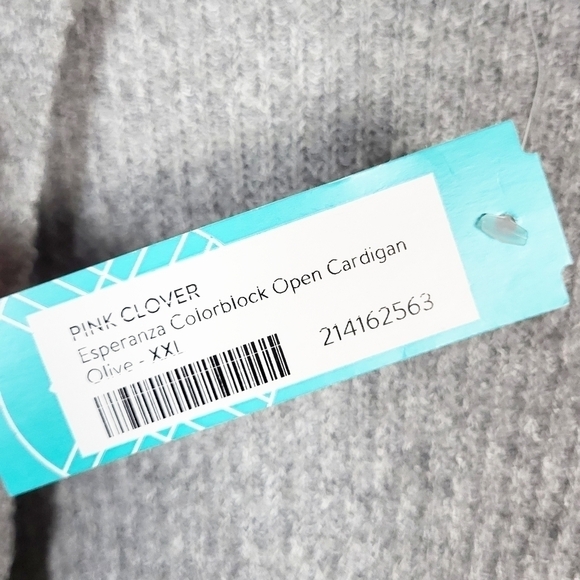 PINK CLOVER
Esperanza Colorblock Open Cardigan
Olive - XXL
214162563